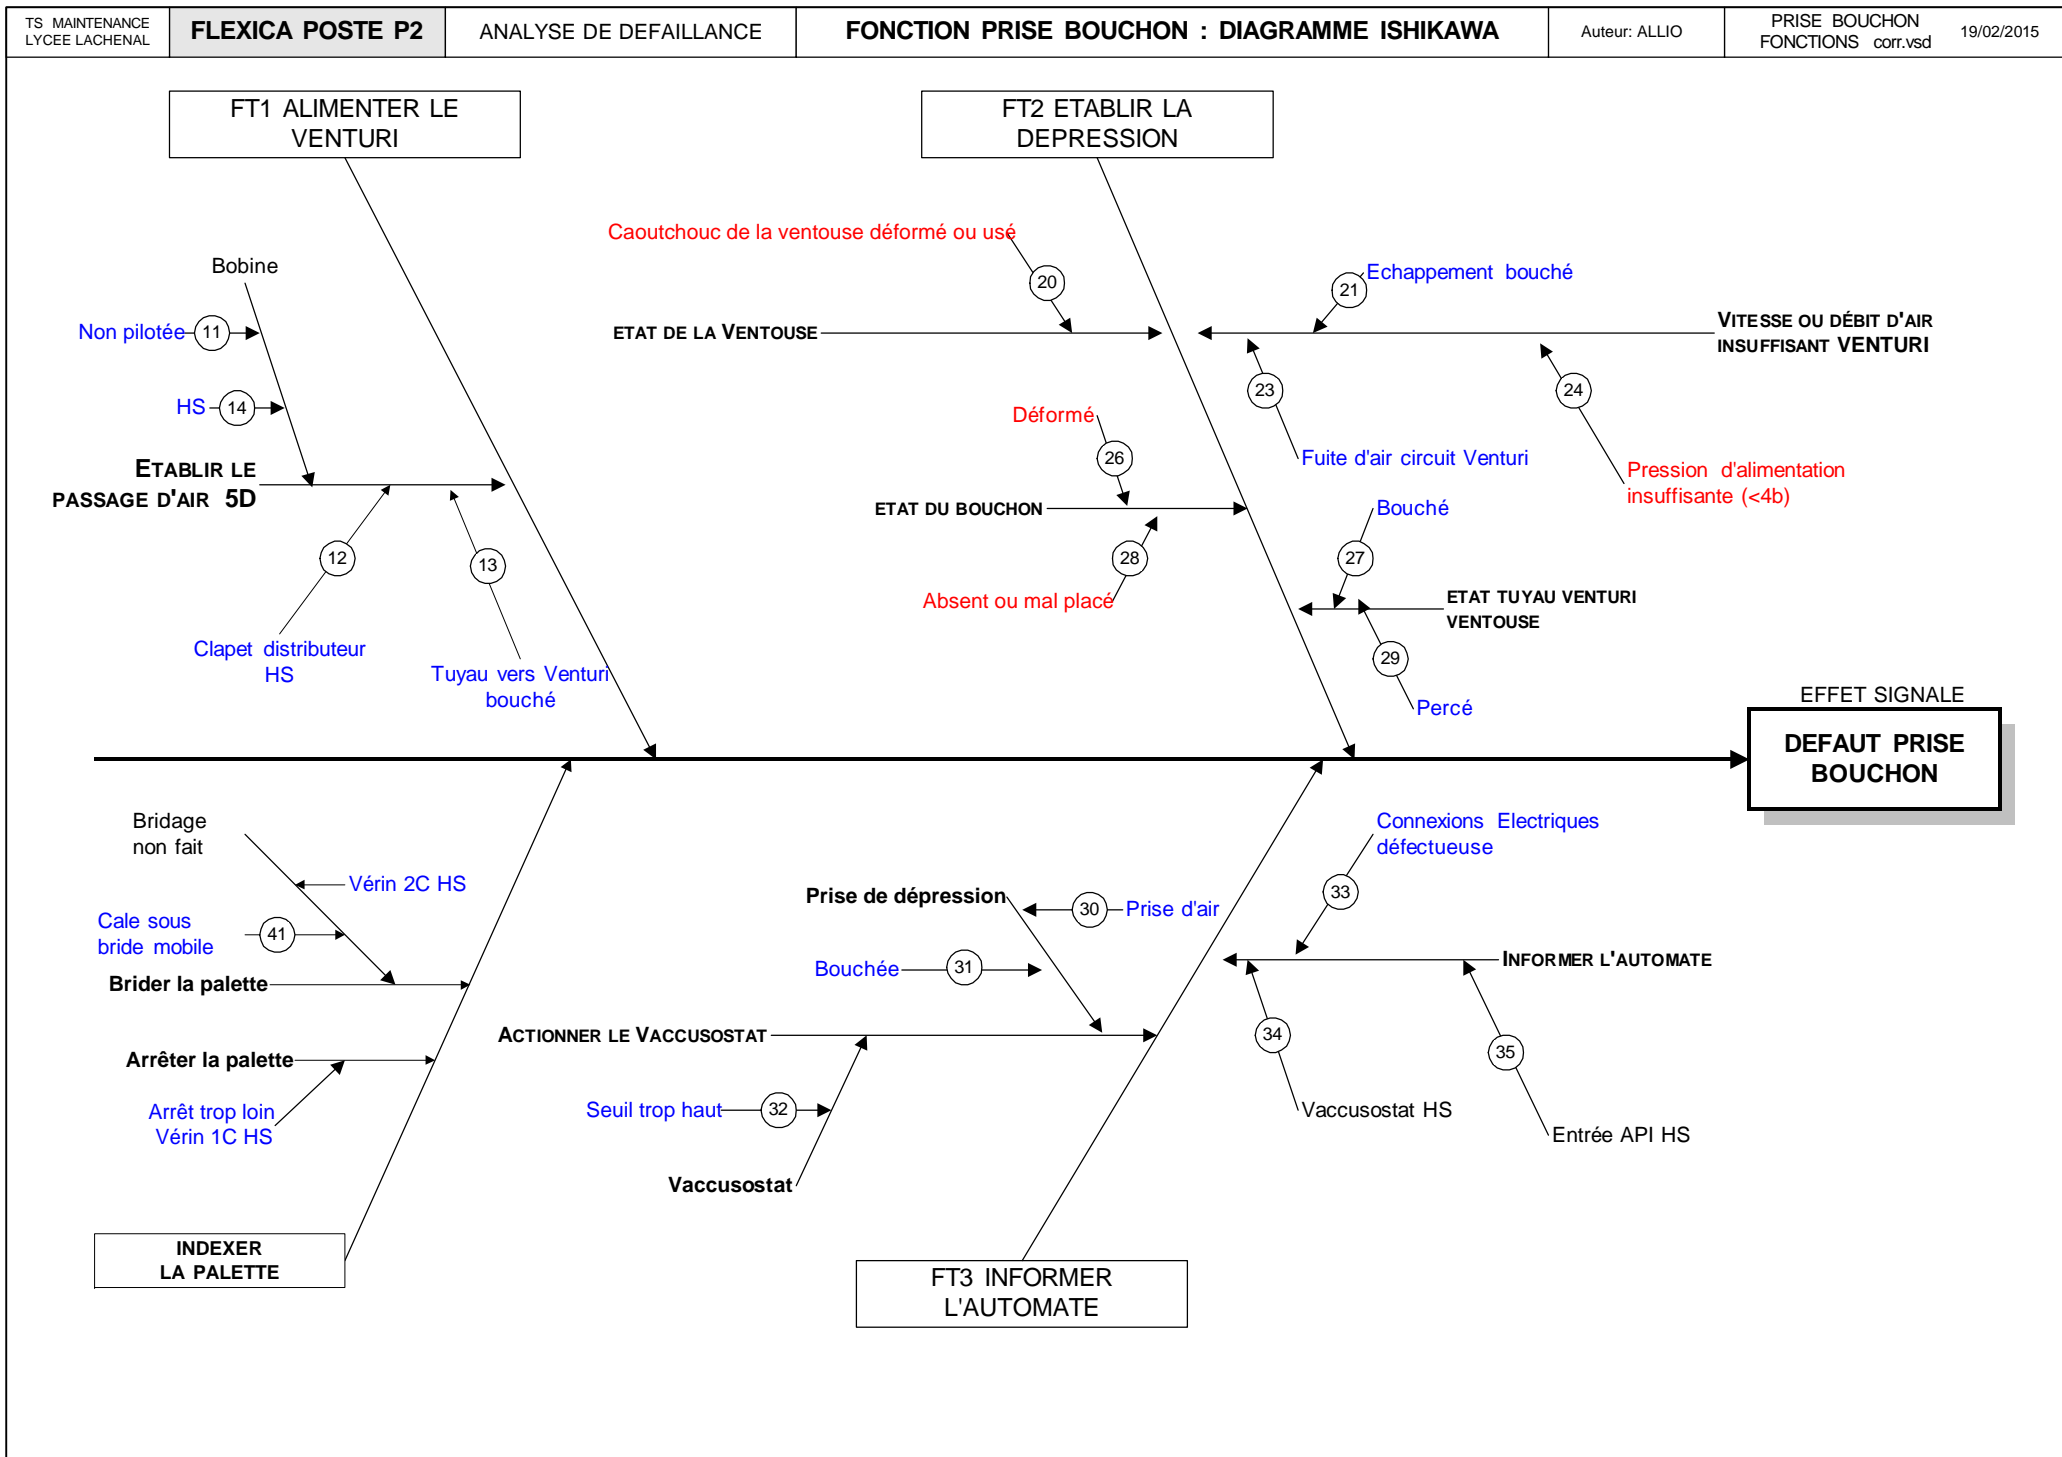 TS MAINTENANCE
LYCEE LACHENAL
FLEXICA POSTE P2
ANALYSE DE DEFAILLANCE
FONCTION PRISE BOUCHON : DIAGRAMME ISHIKAWA
Auteur: ALLIO
PRISE BOUCHON
FONCTIONS corr.vsd
19/02/2015
FT1 ALIMENTER LE
VENTURI
FT2 ETABLIR LA
DEPRESSION
Caoutchouc de la ventouse déformé ou usé
20
Bobine
Echappement bouché
21
Non pilotée
11
ETAT DE LA VENTOUSE
VITESSE OU DÉBIT D'AIR
INSUFFISANT VENTURI
23
24
HS
14
Déformé
26
Fuite d'air circuit Venturi
Pression d'alimentation
insuffisante (<4b)
ETABLIR LE
PASSAGE D'AIR 5D
ETAT DU BOUCHON
Bouché
27
12
13
28
Absent ou mal placé
ETAT TUYAU VENTURI
VENTOUSE
29
Clapet distributeur
HS
Tuyau vers Venturi
bouché
Percé
EFFET SIGNALE
DEFAUT PRISE
BOUCHON
Bridage
non fait
Connexions Electriques
défectueuse
33
Vérin 2C HS
Prise de dépression
30
Prise d'air
Cale sous
bride mobile
41
Bouchée
31
INFORMER L'AUTOMATE
Brider la palette
ACTIONNER LE VACCUSOSTAT
34
35
Arrêter la palette
Arrêt trop loin
Vérin 1C HS
Seuil trop haut
32
Vaccusostat HS
Entrée API HS
Vaccusostat
INDEXER
LA PALETTE
FT3 INFORMER
L'AUTOMATE